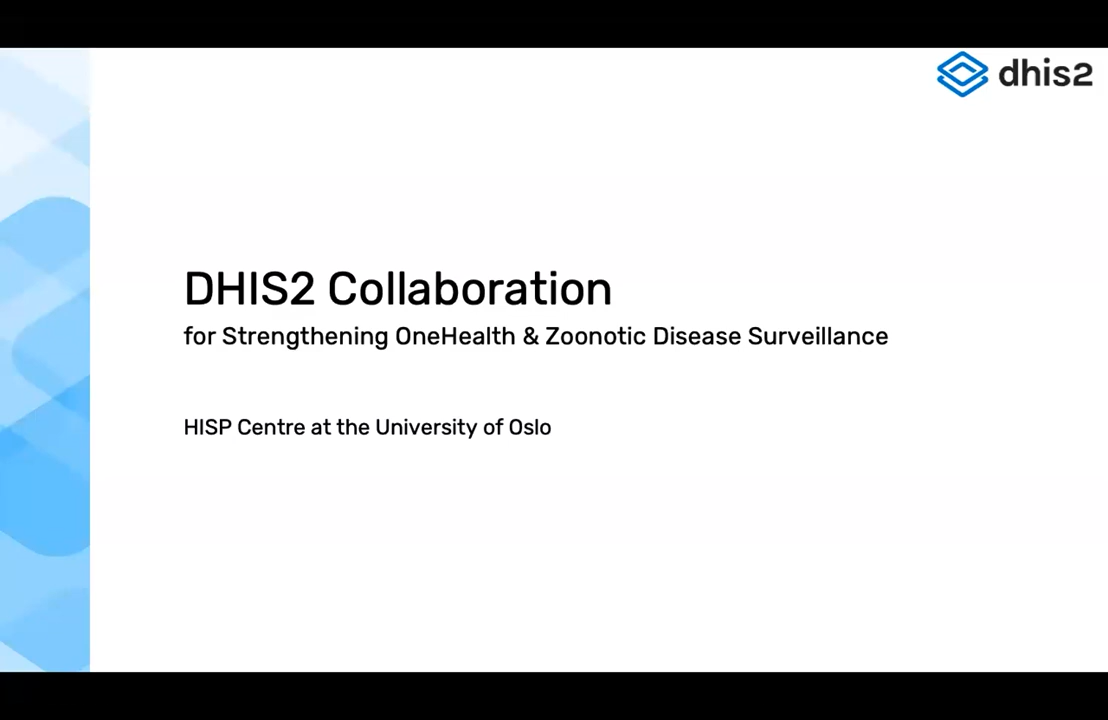 dhis2
DHIS2 Collaboration
for Strengthening OneHealth & Zoonotic Disease Surveillance
HISP Centre at the University of Oslo